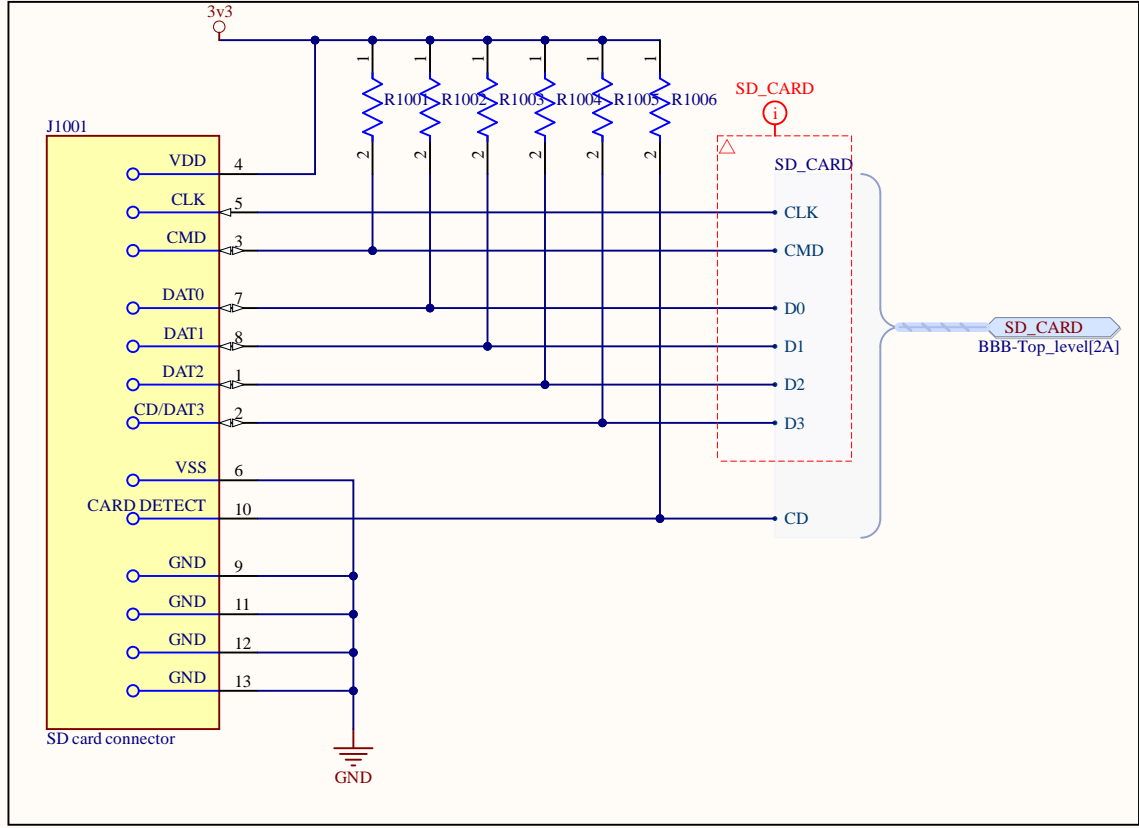 3v3
1 1 1 1 1 1
R1001 R1002 R1003 R1004 R1005 R1006
2 2 2 2 2 2
SD_CARD
i
J1001
SD_CARD
VDD 4
CLK 5 CLK
CMD 3 CMD
DAT0 7 D0
DAT1 8 D1
DAT2 1 D2
CD/DAT3 2 D3
SD_CARD
BBB-Top_level[2A]
VSS 6
CARD DETECT 10 CD
GND 9
GND 11
GND 12
GND 13
SD card connector
GND